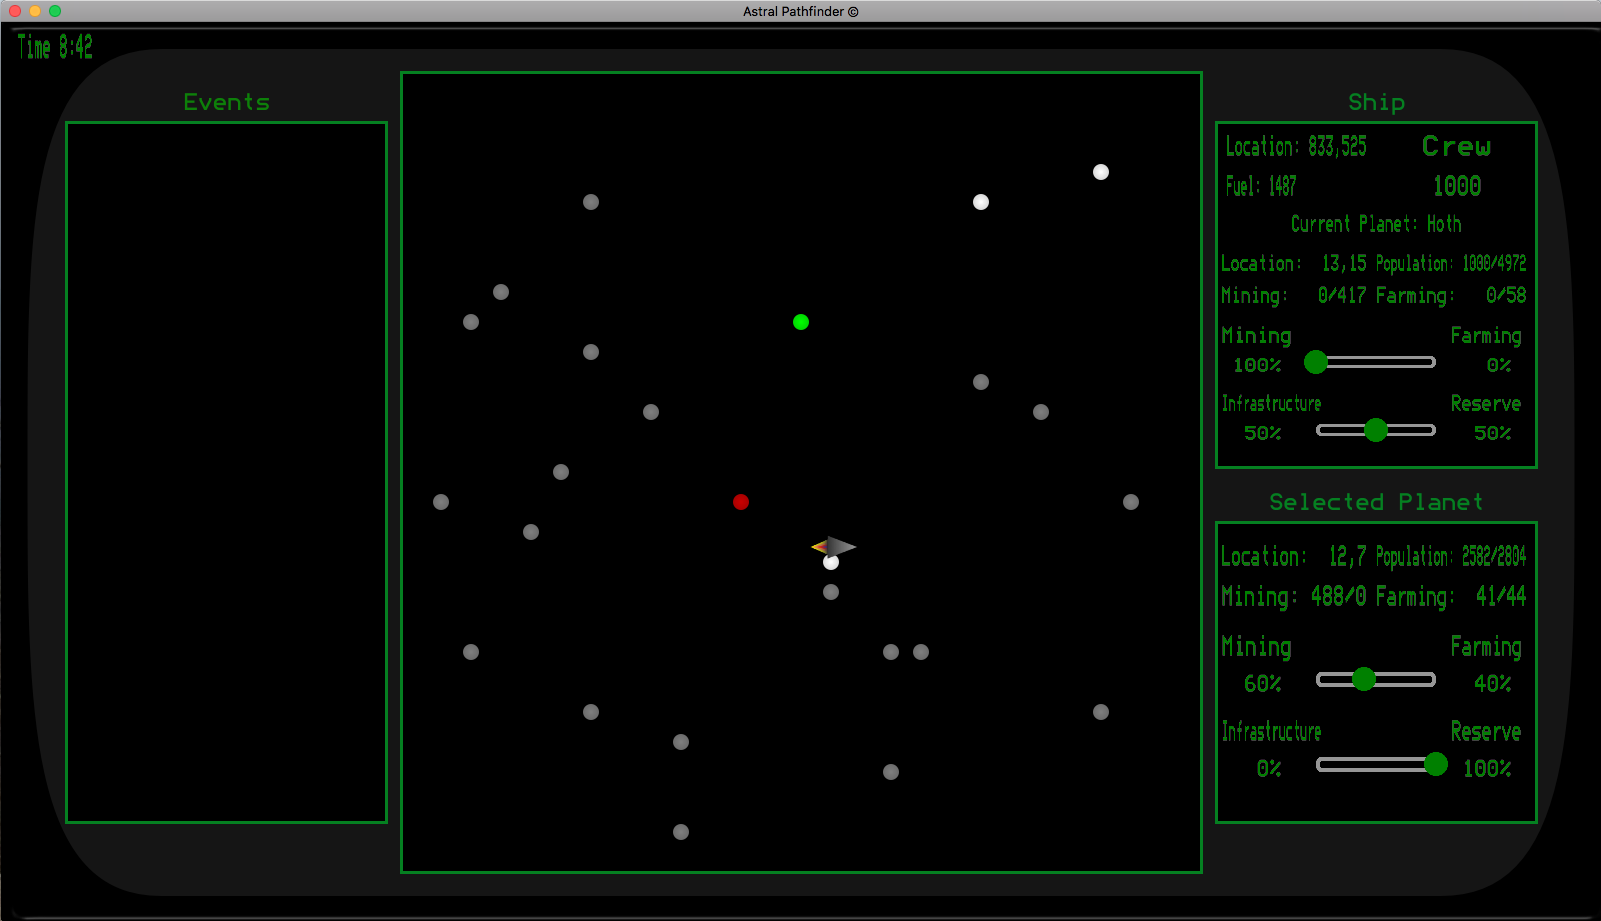 Astral Pathfinder ©
Time 8:42
Events
Ship
Location: 833,525 Crew
Fuel: 1487 1000
Current Planet: Hoth
Location: 13,15 Population: 1000/4972
Mining: 0/417 Farming: 0/58
Mining Farming
100% 0%
Infrastructure Reserve
50% 50%
Selected Planet
Location: 12,7 Population: 2582/2804
Mining: 488/0 Farming: 41/44
Mining Farming
60% 40%
Infrastructure Reserve
0% 100%